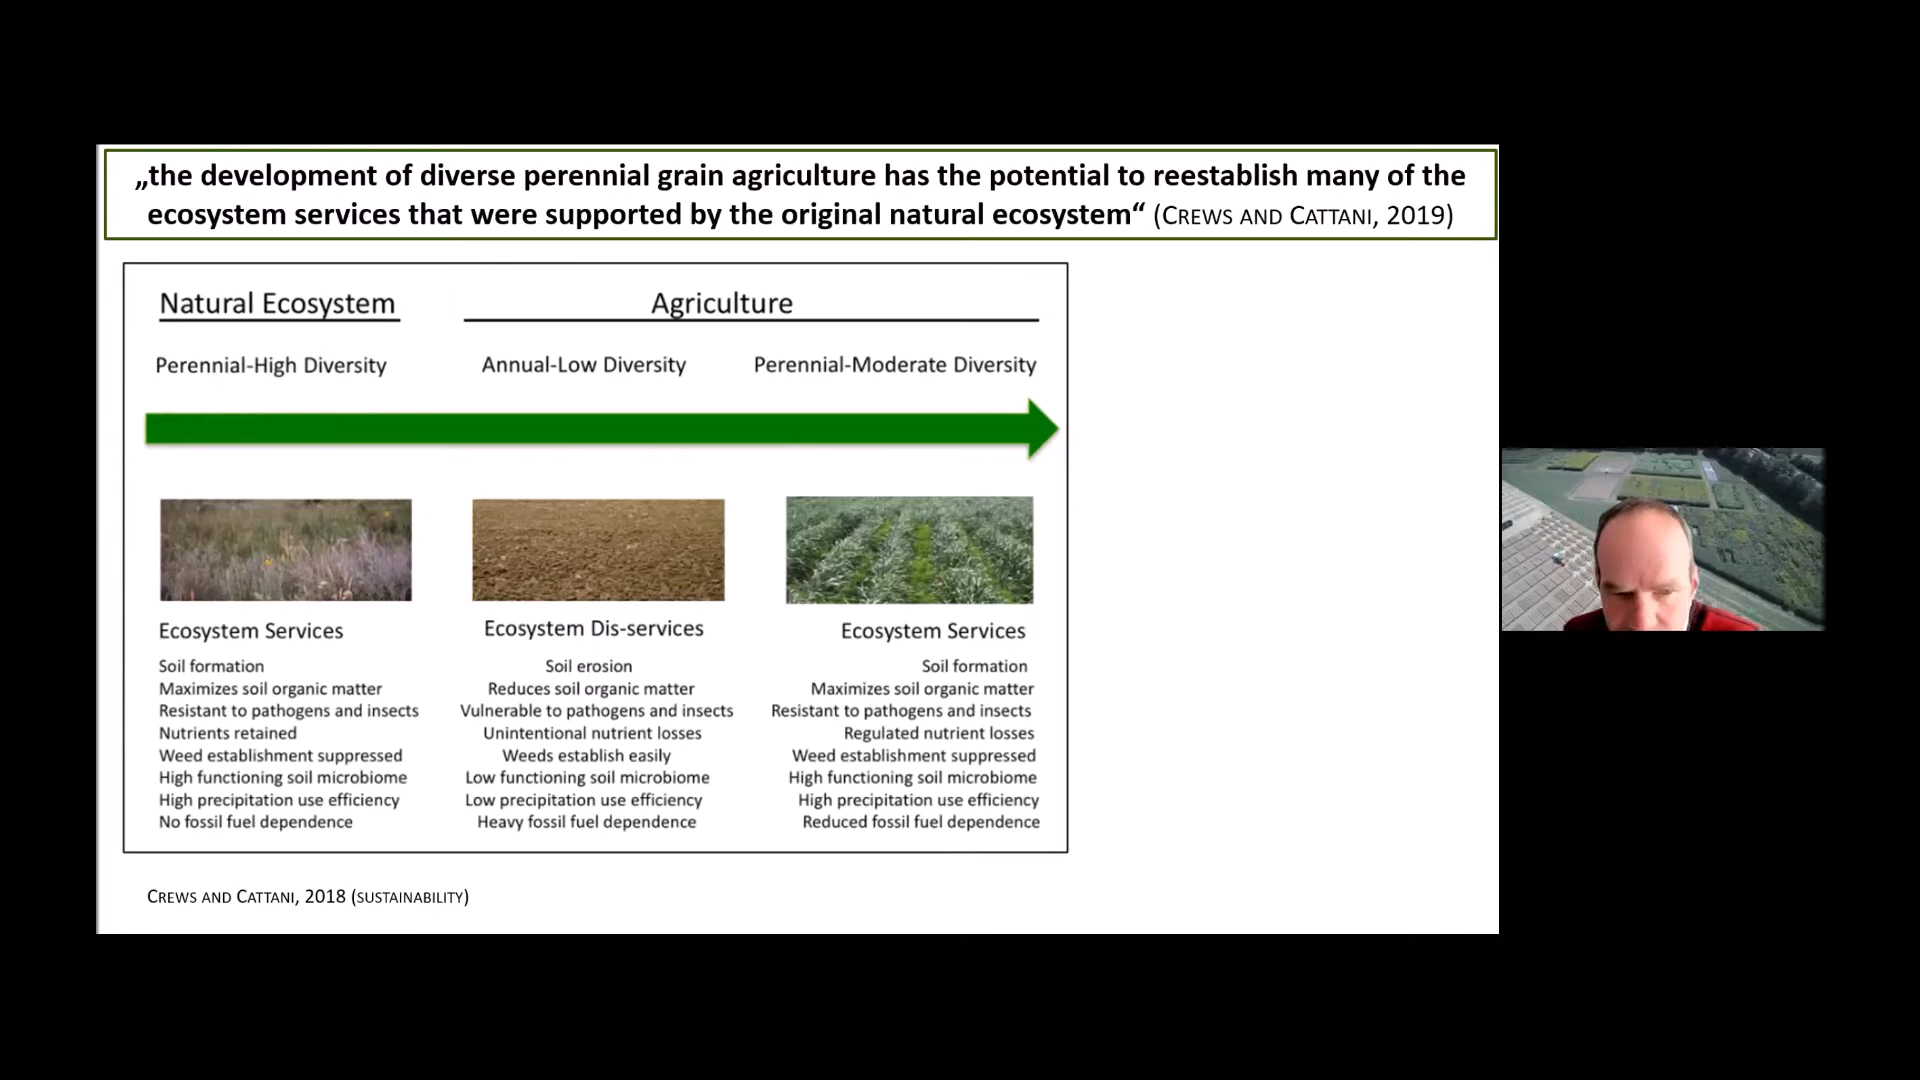 „the development of diverse perennial grain agriculture has the potential to reestablish many of the
ecosystem services that were supported by the original natural ecosystem“ (Crews and Cattani, 2019)
Natural Ecosystem
Agriculture
Perennial-High Diversity
Annual-Low Diversity
Perennial-Moderate Diversity
Ecosystem Services
Soil formation
Maximizes soil organic matter
Resistant to pathogens and insects
Nutrients retained
Weed establishment suppressed
High functioning soil microbiome
High precipitation use efficiency
No fossil fuel dependence
Ecosystem Dis-services
Soil erosion
Reduces soil organic matter
Vulnerable to pathogens and insects
Unintentional nutrient losses
Weeds establish easily
Low functioning soil microbiome
Low precipitation use efficiency
Heavy fossil fuel dependence
Ecosystem Services
Soil formation
Maximizes soil organic matter
Resistant to pathogens and insects
Regulated nutrient losses
Weed establishment suppressed
High functioning soil microbiome
High precipitation use efficiency
Reduced fossil fuel dependence
Crews and Cattani, 2018 (sustainability)